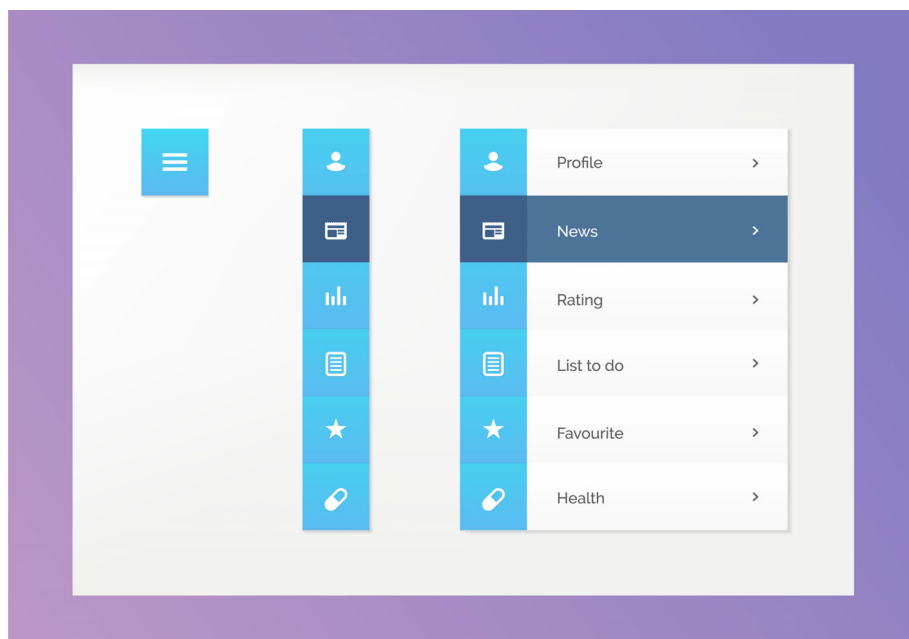 Profile
News
Rating
List to do
Favourite
Health